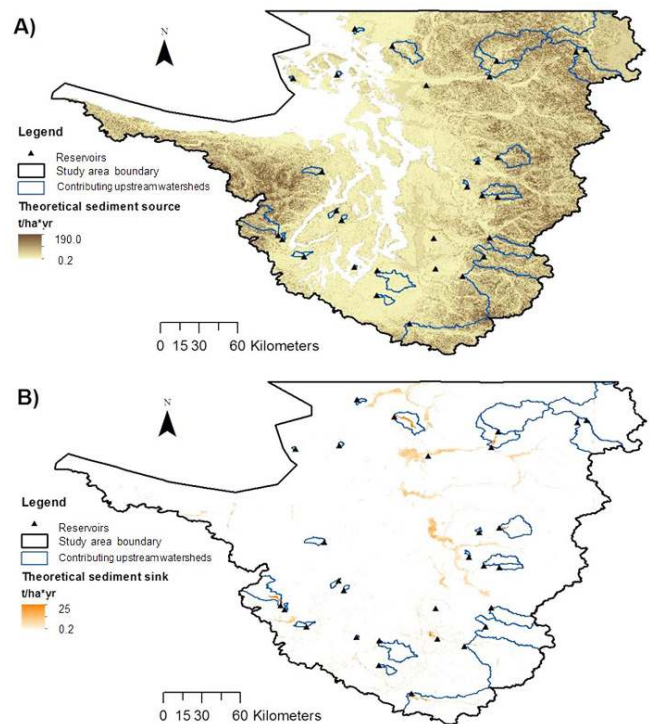 A)
N
Legend
Reservoirs
Study area boundary
Contributing upstream watersheds
Theoretical sediment source
t/ha*yr
190.0
0.2
0 15 30 60 Kilometers
B)
N
Legend
Reservoirs
Study area boundary
Contributing upstream watersheds
Theoretical sediment sink
t/ha*yr
25
0.2
0 15 30 60 Kilometers